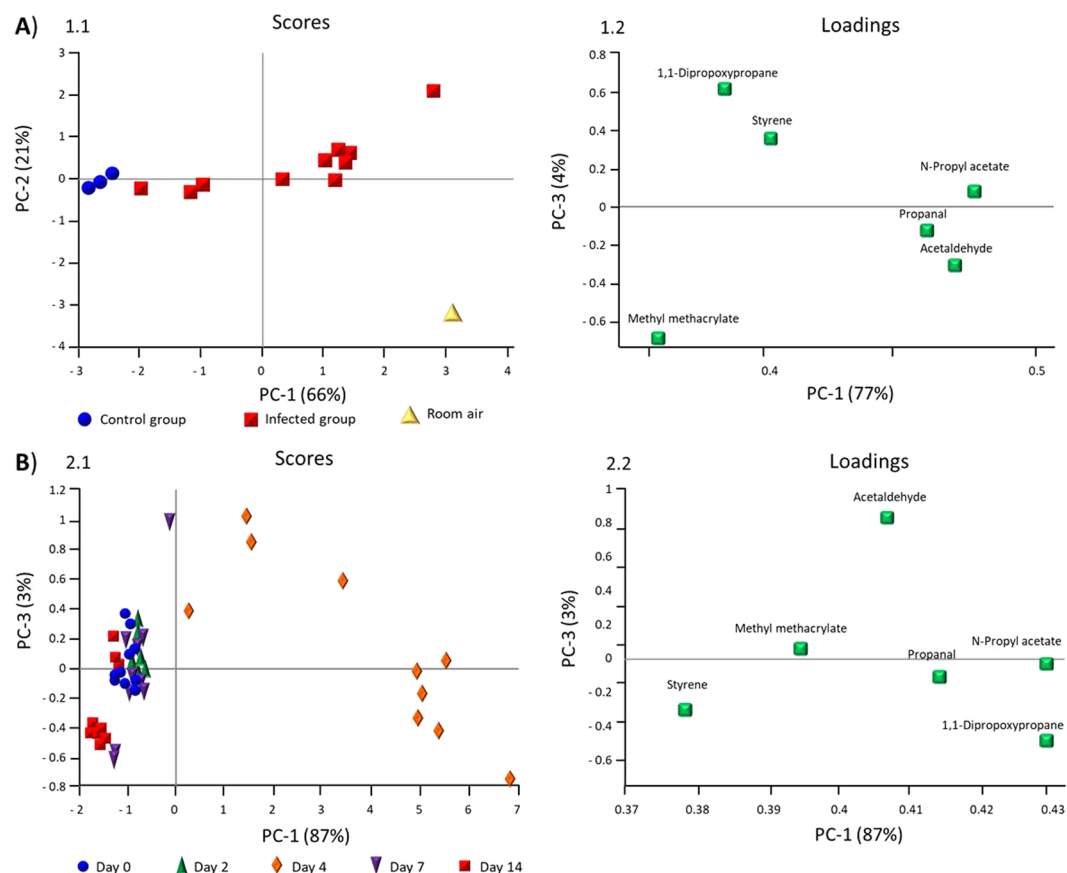 A)
1.1
Scores
3
2
1
0
- 1
- 2
- 3
- 4
PC-2 (21%)
- 3
- 2
- 1
0
1
2
3
4
PC-1 (66%)
Control group
Infected group
Room air
1.2
Loadings
0.8
0.6
0.4
0.2
0
- 0.2
- 0.4
- 0.6
PC-3 (4%)
1,1-Dipropoxypropane
Styrene
N-Propyl acetate
Propanal
Acetaldehyde
Methyl methacrylate
0.4
0.5
PC-1 (77%)
B)
2.1
Scores
1.2
1
0.8
0.6
0.4
0.2
0
- 0.2
- 0.4
- 0.6
- 0.8
PC-3 (3%)
- 2
- 1
0
1
2
3
4
5
6
7
PC-1 (87%)
Day 0
Day 2
Day 4
Day 7
Day 14
2.2
Loadings
1
0.8
0.6
0.4
0.2
0
- 0.2
- 0.4
- 0.6
PC-3 (3%)
Acetaldehyde
Methyl methacrylate
N-Propyl acetate
Propanal
Styrene
1,1-Dipropoxypropane
0.37
0.38
0.39
0.4
0.41
0.42
0.43
PC-1 (87%)